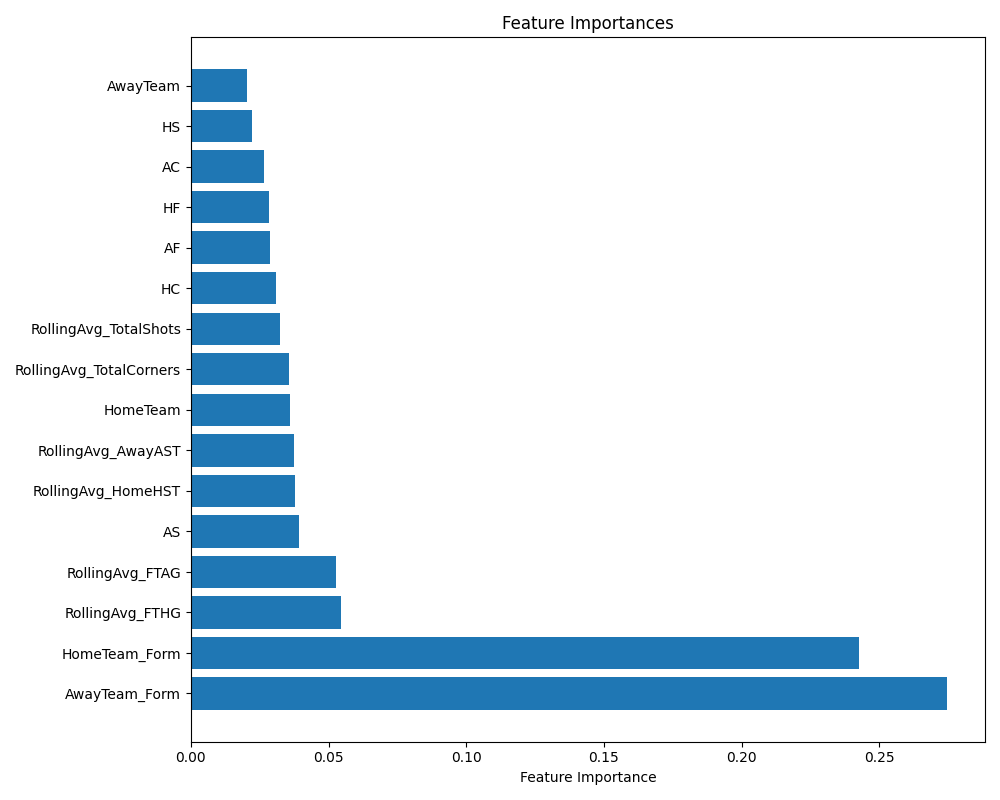 Feature Importances
AwayTeam
HS
AC
HF
AF
HC
RollingAvg_TotalShots
RollingAvg_TotalCorners
HomeTeam
RollingAvg_AwayAST
RollingAvg_HomeHST
AS
RollingAvg_FTAG
RollingAvg_FTHG
HomeTeam_Form
AwayTeam_Form
0.00 0.05 0.10 0.15 0.20 0.25
Feature Importance